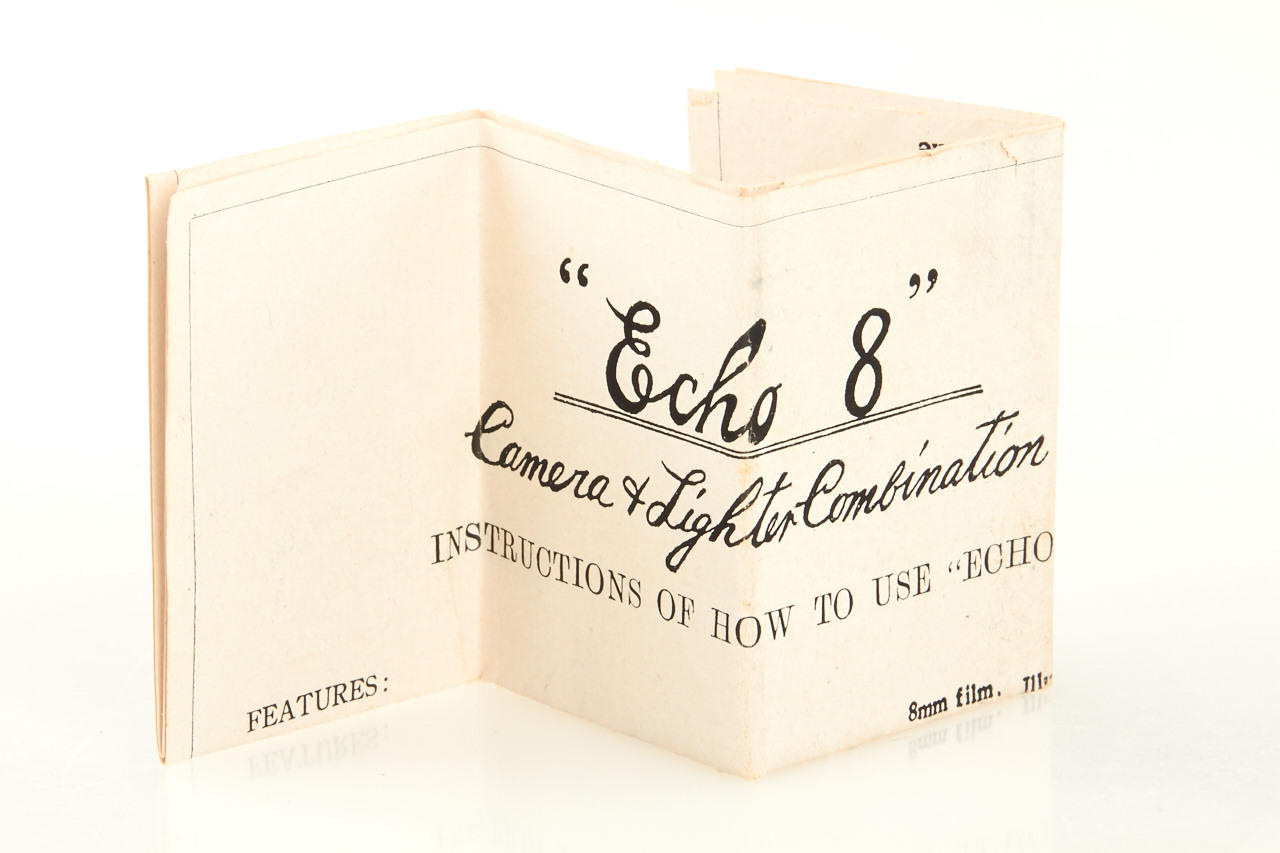 “Echo 8”
Camera & Lighter Combination
INSTRUCTIONS OF HOW TO USE “ECHO
FEATURES:
8mm film.